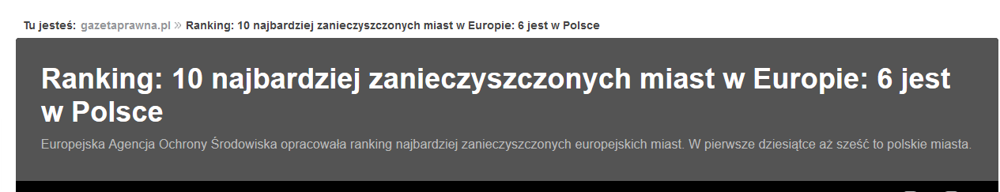 Tu jesteś: gazetaprawna.pl » Ranking: 10 najbardziej zanieczyszczonych miast w Europie: 6 jest w Polsce
Ranking: 10 najbardziej zanieczyszczonych miast w Europie: 6 jest
w Polsce
Europejska Agencja Ochrony Środowiska opracowała ranking najbardziej zanieczyszczonych europejskich miast. W pierwsze dziesiątce aż sześć to polskie miasta.